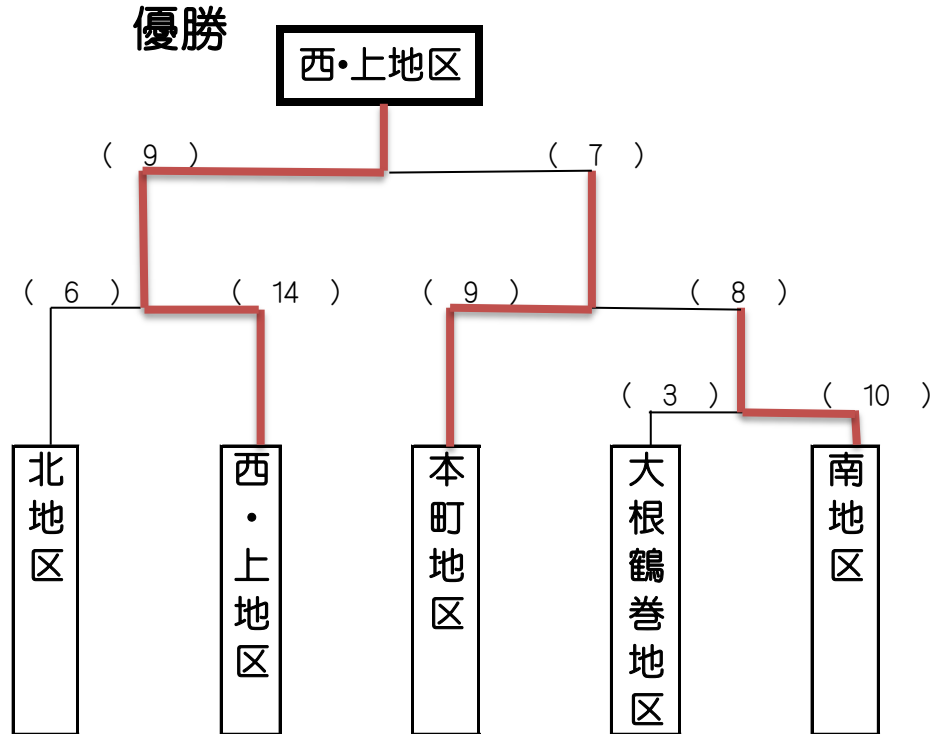 優勝
西・上地区
( 9 ) ( 7 )
( 6 ) ( 14 ) ( 9 ) ( 8 )
( 3 ) ( 10 )
北地区
西・上地区
本町地区
大根鶴巻地区
南地区